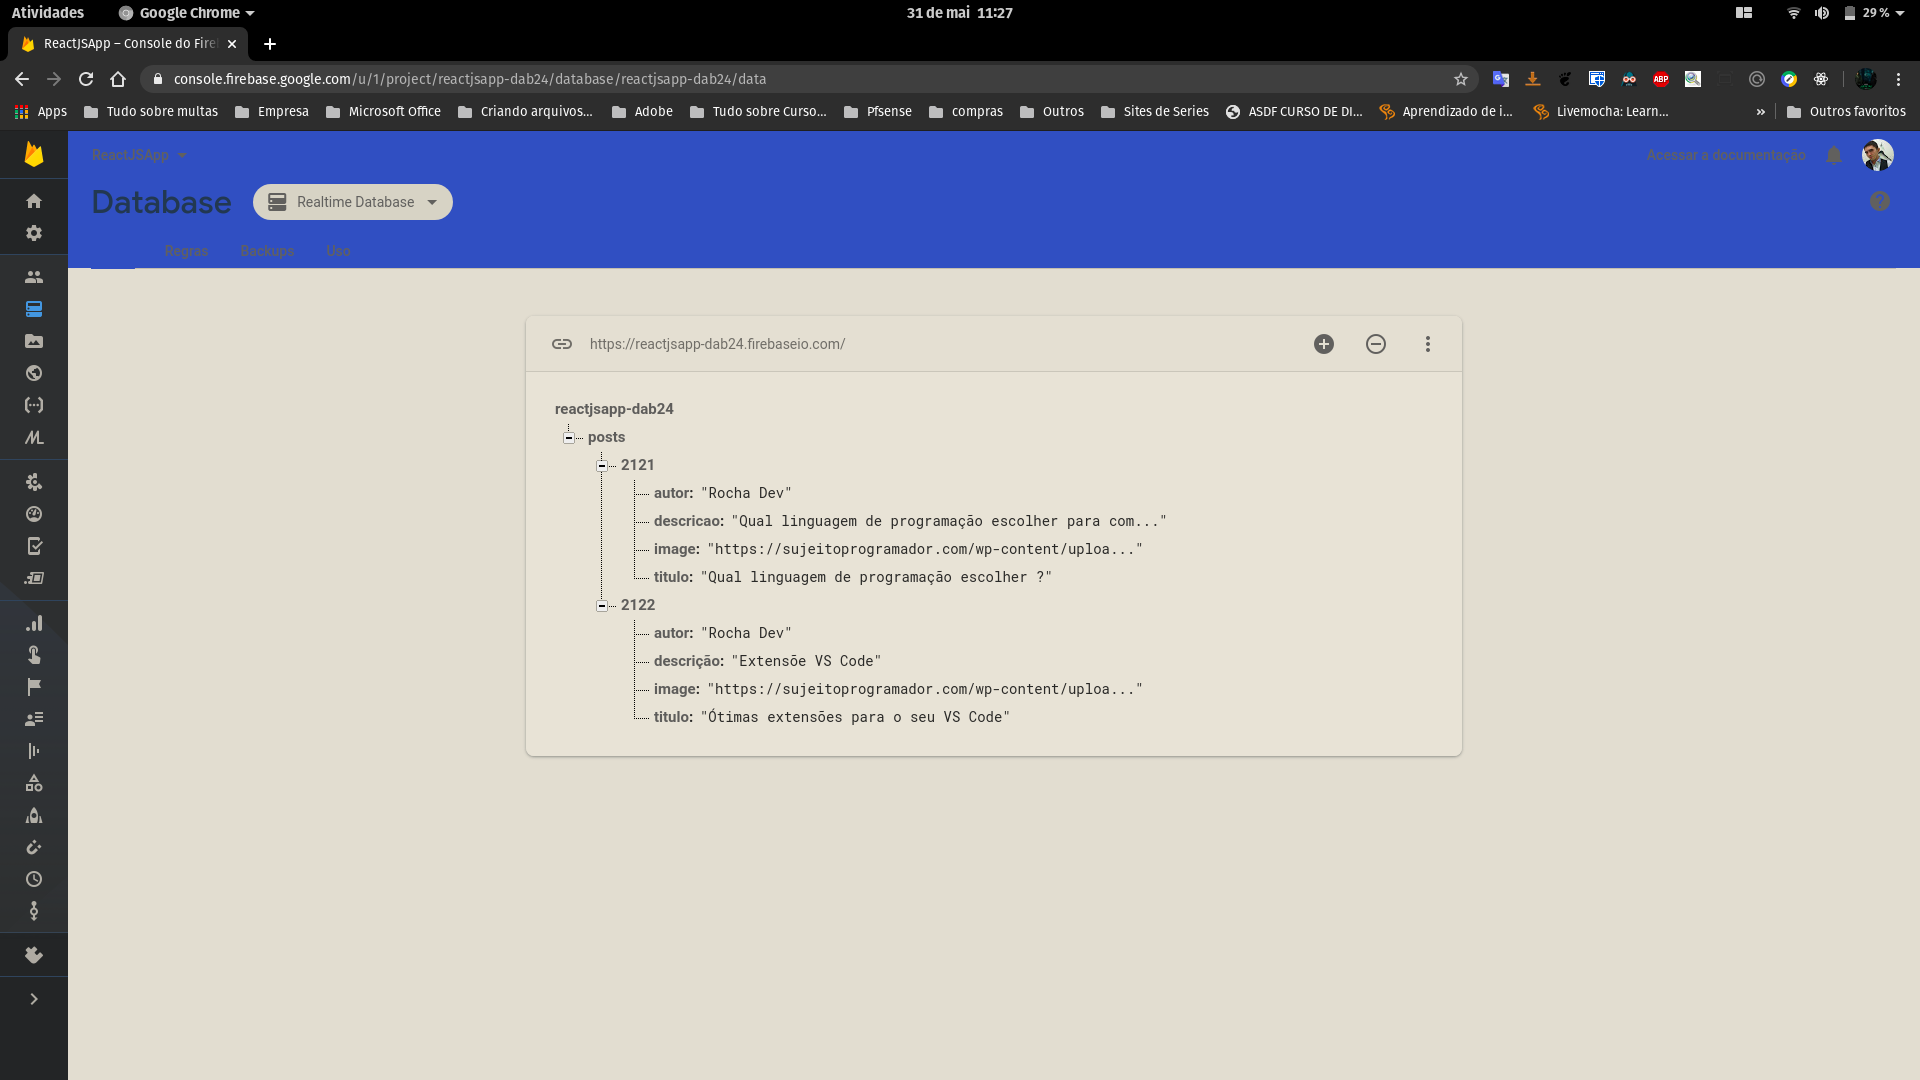 Atividades
Google Chrome
31 de mai 11:27
29 %
ReactJSApp – Console do Fire
console.firebase.google.com/u/1/project/reactjsapp-dab24/database/reactjsapp-dab24/data
Apps
Tudo sobre multas
Empresa
Microsoft Office
Criando arquivos...
Adobe
Tudo sobre Curso...
Pfsense
compras
Outros
Sites de Series
ASDF CURSO DE DI...
Aprendizado de i...
Livemocha: Learn...
»
Outros favoritos
ReactJSApp
Acessar a documentação
Database
Realtime Database
Regras
Backups
Uso
https://reactjsapp-dab24.firebaseio.com/
reactjsapp-dab24
posts
2121
autor: "Rocha Dev"
descricao: "Qual linguagem de programação escolher para com..."
image: "https://sujeitoprogramador.com/wp-content/uploa..."
titulo: "Qual linguagem de programação escolher ?"
2122
autor: "Rocha Dev"
descrição: "Extensõe VS Code"
image: "https://sujeitoprogramador.com/wp-content/uploa..."
titulo: "Ótimas extensões para o seu VS Code"